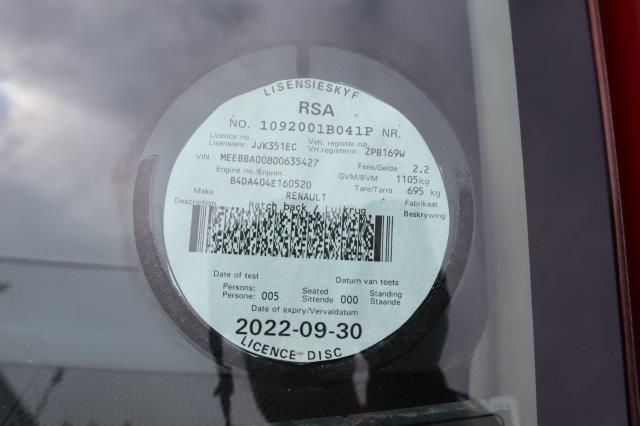 LISENSIESKYF
RSA
NO. 1092001B041P NR.
Licence no. Veh. register no.
Lisensienr. JJK351EC Vrt.registernr. ZPB169W
VIN MEEBBA00800635427 Fees/Gelde 2.2
Engine no./Enjinnr. GVM/BVM 1105kg
B4DA404E160520 Tare/Tarra 695 kg
Make RENAULT Fabrikaat
Description Hatch back / Luikrug Beskrywing
Date of test Datum van toets
Persons: Seated Standing
Persone: 005 Sittende 000 Staande
Date of expiry/Vervaldatum
2022-09-30
LICENCE DISC